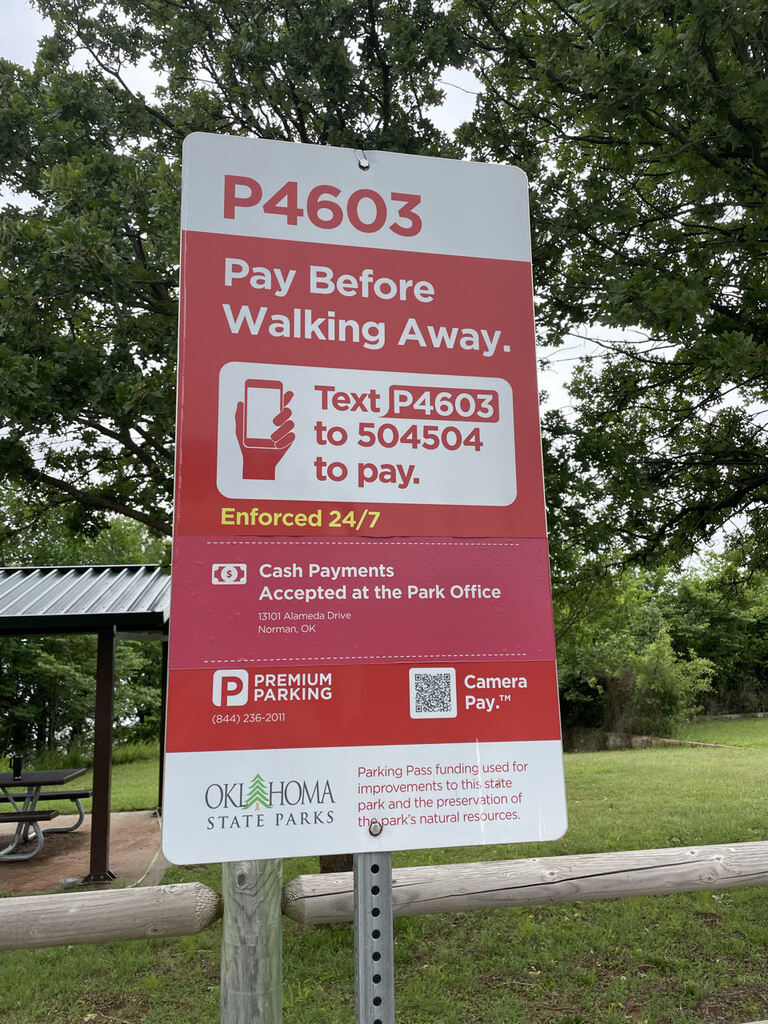 P4603
Pay Before
Walking Away.
Text P4603
to 504504
to pay.
Enforced 24/7
$
Cash Payments
Accepted at the Park Office
13101 Alameda Drive
Norman, OK
P PREMIUM
PARKING
(844) 236-2011
Camera
Pay.™
OKLAHOMA
STATE PARKS
Parking Pass funding used for
improvements to this state
park and the preservation of
the park's natural resources.